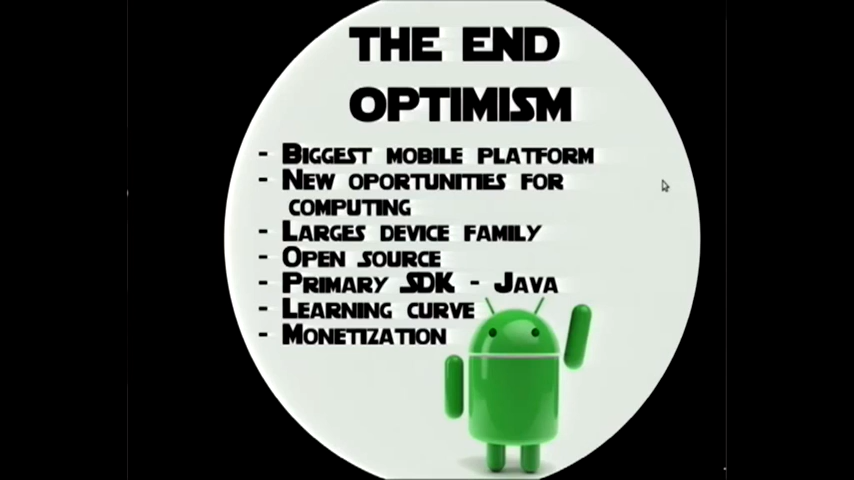 THE END
OPTIMISM
- BIGGEST MOBILE PLATFORM
- NEW OPORTUNITIES FOR
COMPUTING
- LARGES DEVICE FAMILY
- OPEN SOURCE
- PRIMARY SDK - JAVA
- LEARNING CURVE
- MONETIZATION